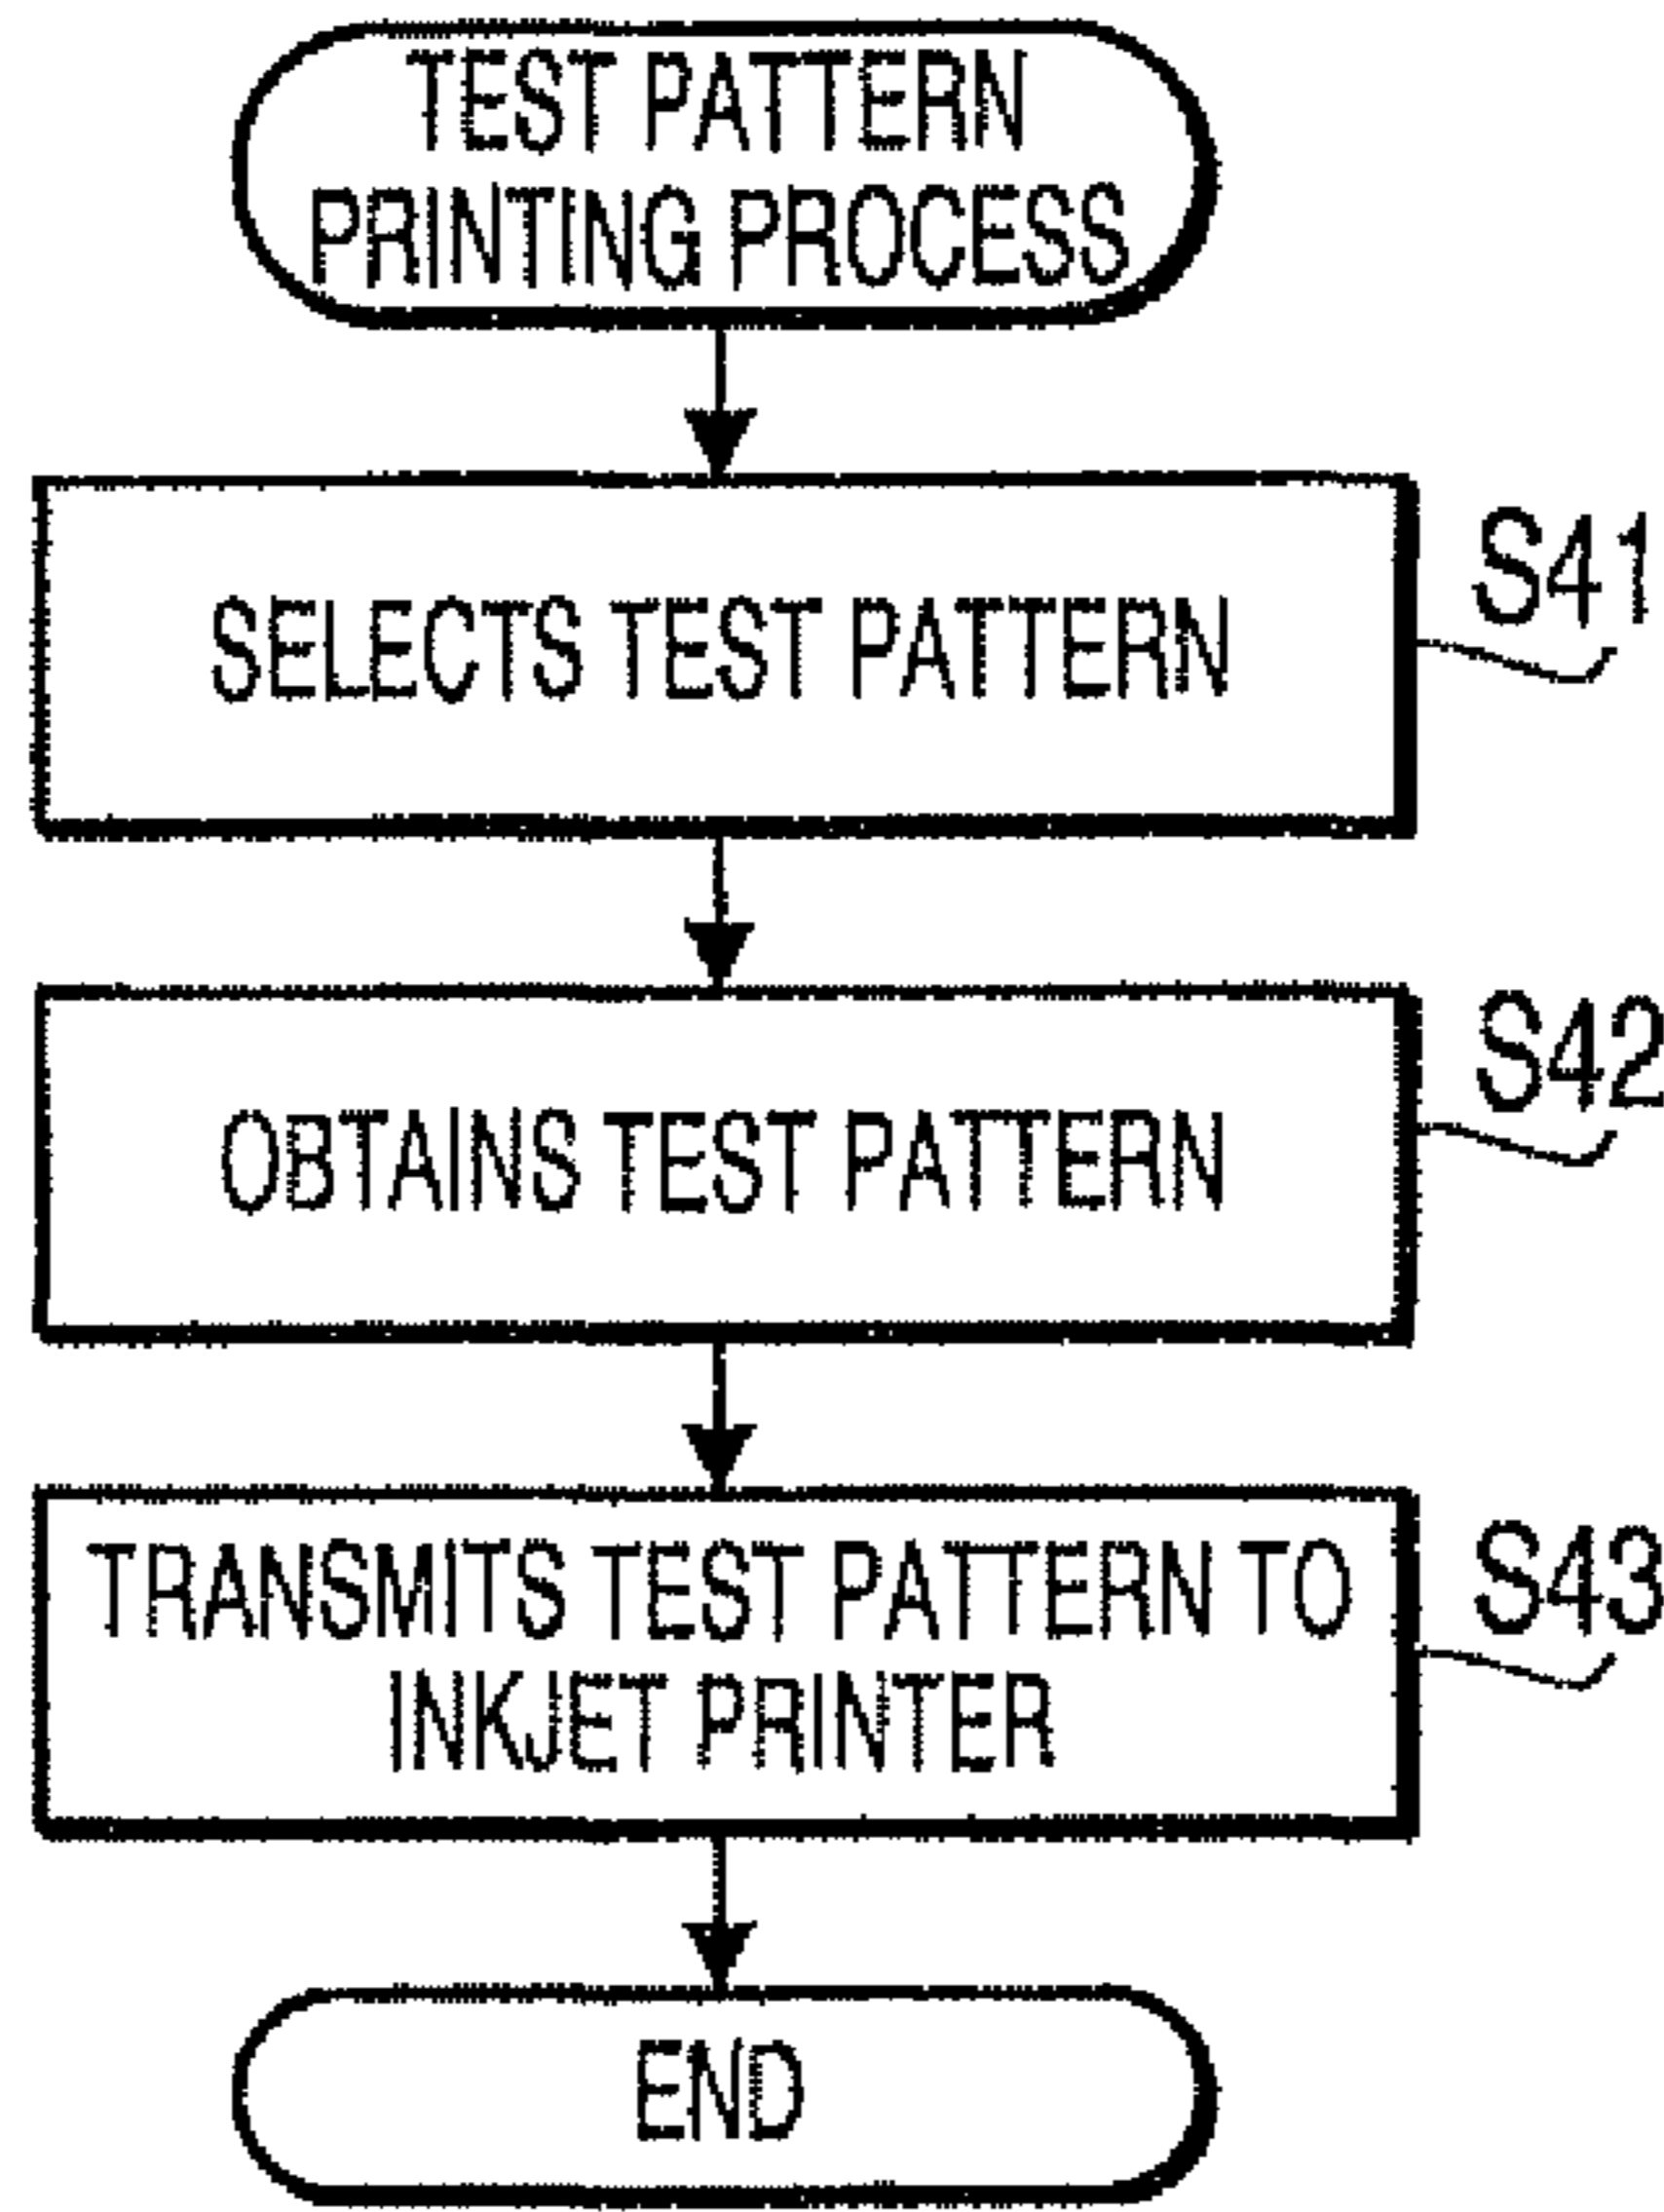 TEST PATTERN
PRINTING PROCESS
S41
SELECTS TEST PATTERN
S42
OBTAINS TEST PATTERN
S43
TRANSMITS TEST PATTERN TO
INKJET PRINTER
END